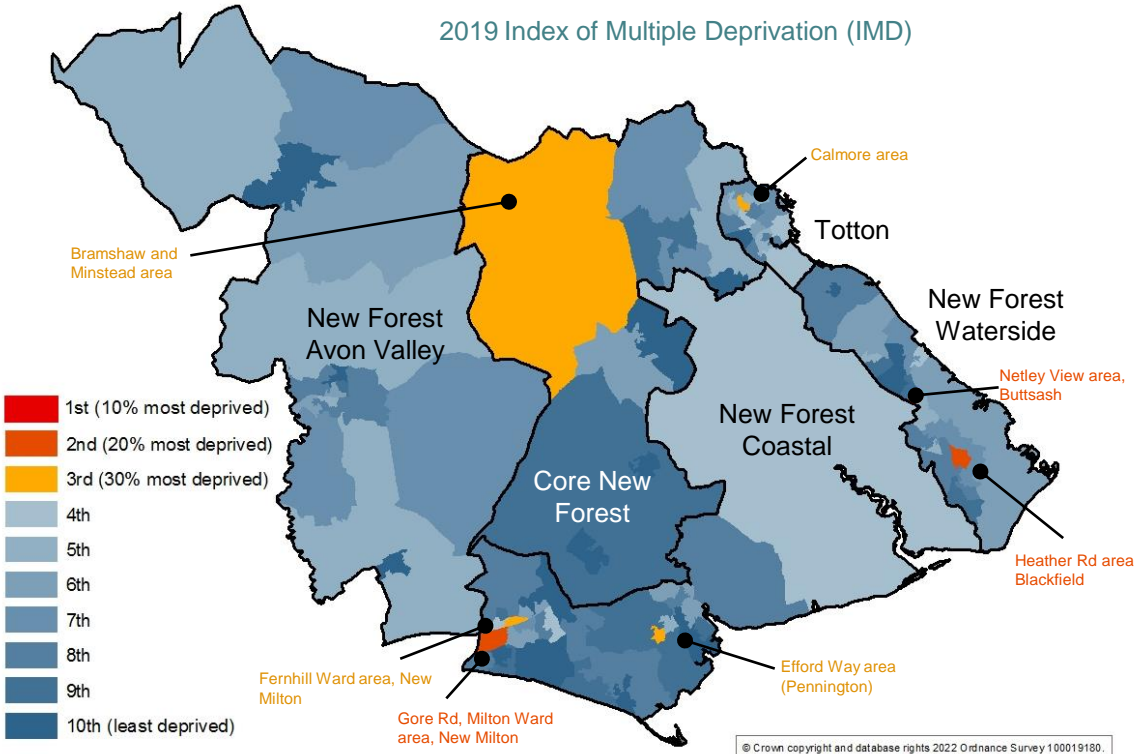 2019 Index of Multiple Deprivation (IMD)
Calmore area
Totton
Bramshaw and
Minstead area
New Forest
Waterside
New Forest
Avon Valley
Netley View area,
Buttsash
1st (10% most deprived)
2nd (20% most deprived)
3rd (30% most deprived)
4th
5th
6th
7th
8th
9th
10th (least deprived)
New Forest
Coastal
Core New
Forest
Heather Rd area
Blackfield
Fernhill Ward area, New
Milton
Efford Way area
(Pennington)
Gore Rd, Milton Ward
area, New Milton
© Crown copyright and database rights 2022 Ordnance Survey 100019180.